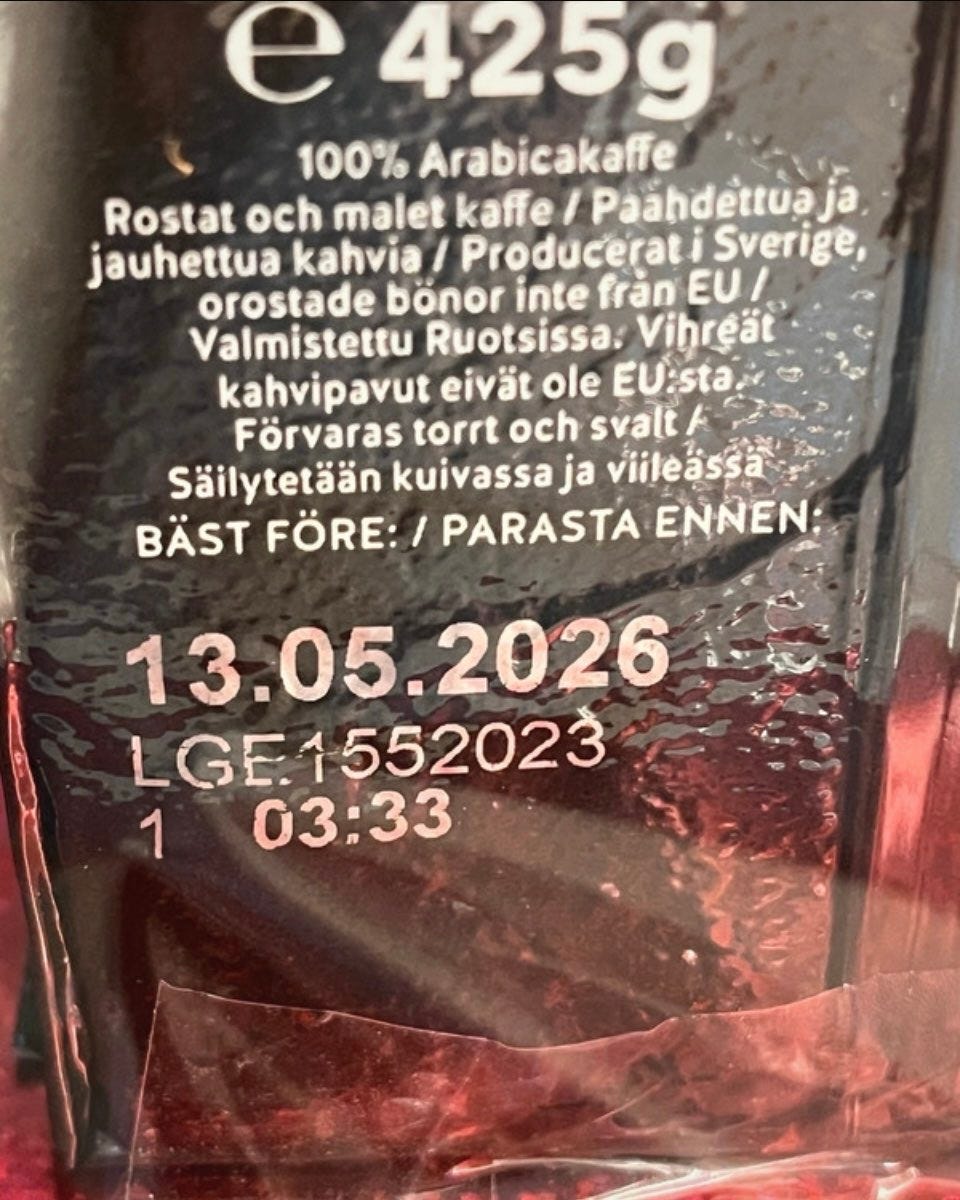 e 425g
100% Arabicakaffe
Rostat och malet kaffe / Paahdettua ja
jauhettua kahvia / Producerat i Sverige,
orostade bönor inte från EU /
Valmistettu Ruotsissa. Vihreät
kahvipavut eivät ole EU:sta.
Förvaras torrt och svalt /
Säilytetään kuivassa ja viileässä
BÄST FÖRE: / PARASTA ENNEN:
13.05.2026
LGE1552023
1 03:33